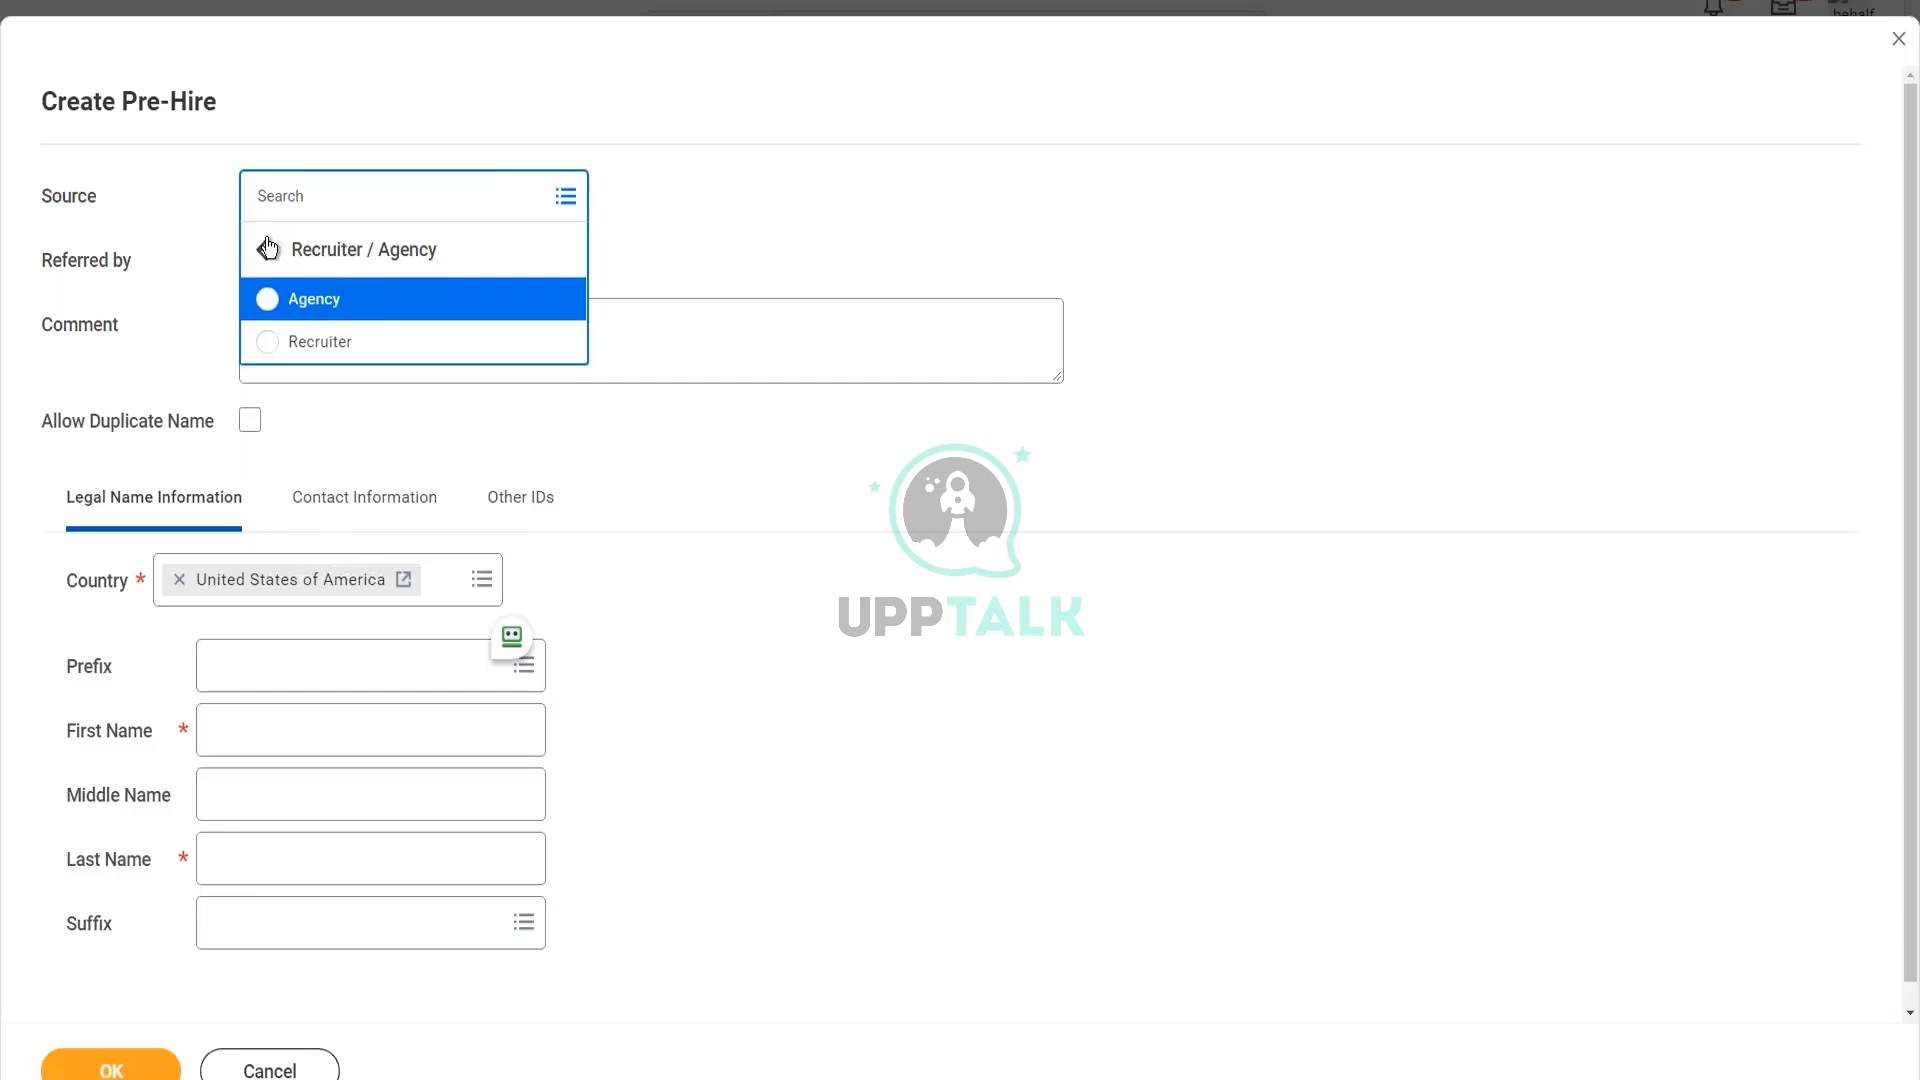 behalf
Create Pre-Hire
Source
Search
Recruiter / Agency
Referred by
Agency
Comment
Recruiter
Allow Duplicate Name
Legal Name Information Contact Information Other IDs
Country * United States of America
UPPTALK
Prefix
First Name *
Middle Name
Last Name *
Suffix
OK Cancel